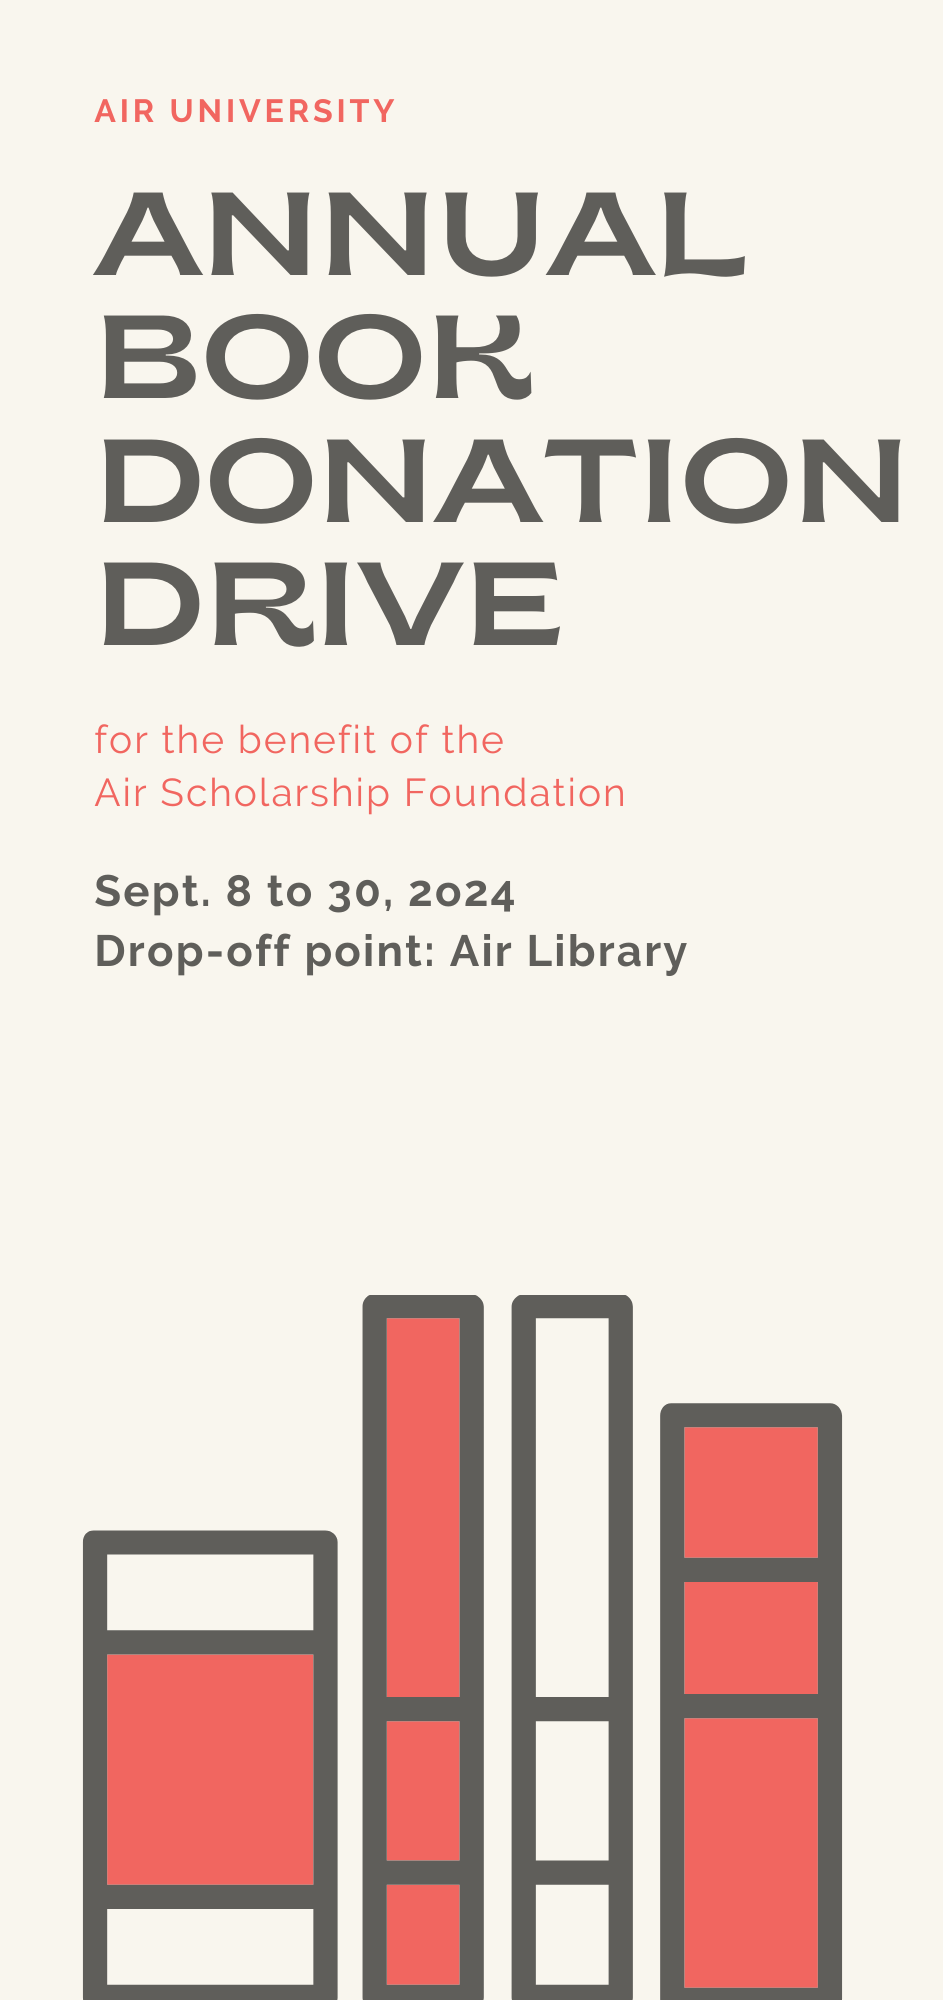 AIR UNIVERSITY
ANNUAL
BOOK
DONATION
DRIVE
for the benefit of the
Air Scholarship Foundation
Sept. 8 to 30, 2024
Drop-off point: Air Library